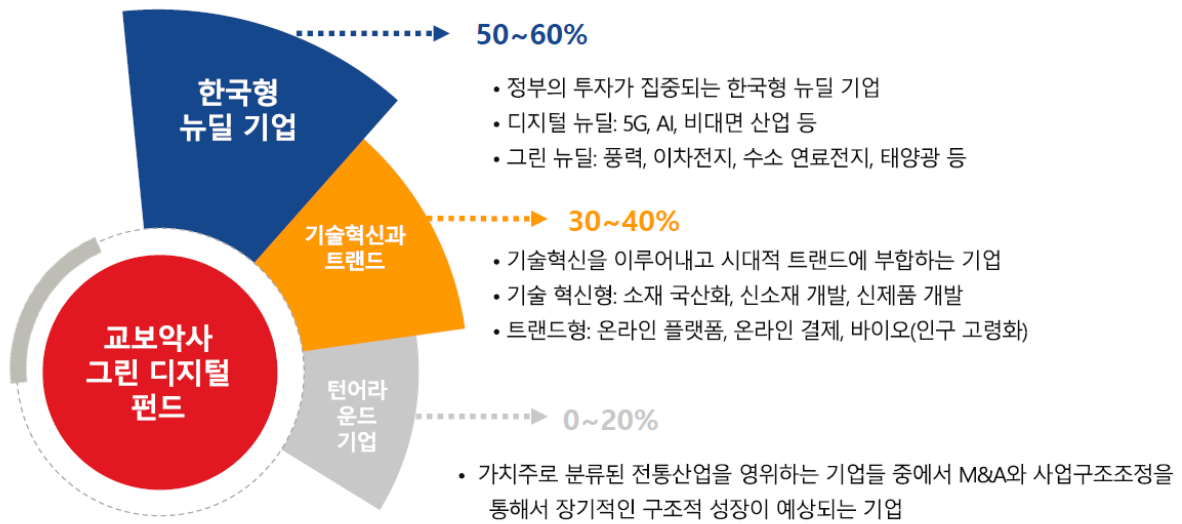 한국형
뉴딜 기업
50~60%
• 정부의 투자가 집중되는 한국형 뉴딜 기업
• 디지털 뉴딜: 5G, AI, 비대면 산업 등
• 그린 뉴딜: 풍력, 이차전지, 수소 연료전지, 태양광 등
기술혁신과
트랜드
30~40%
• 기술혁신을 이루어내고 시대적 트랜드에 부합하는 기업
• 기술 혁신형: 소재 국산화, 신소재 개발, 신제품 개발
• 트랜드형: 온라인 플랫폼, 온라인 결제, 바이오(인구 고령화)
교보악사
그린 디지털
펀드
턴어라
운드
기업
0~20%
• 가치주로 분류된 전통산업을 영위하는 기업들 중에서 M&A와 사업구조조정을
통해서 장기적인 구조적 성장이 예상되는 기업